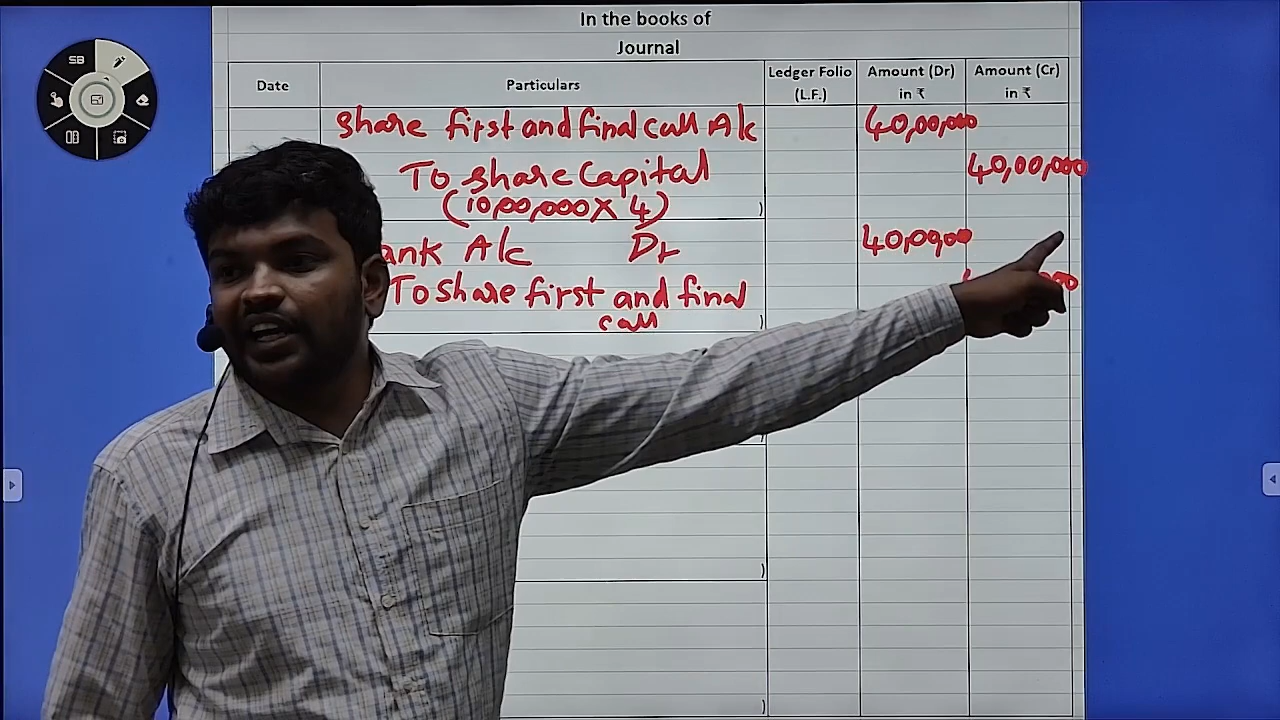 SB
In the books of
Journal
Date Particulars Ledger Folio (L.F.) Amount (Dr) in ₹ Amount (Cr) in ₹
Share first and final call A/c 40,00,000
To share Capital 40,00,000
(10,00,000 X 4) )
ank A/c Dr 40,00,000
To Share first and final
call )
)
)
)